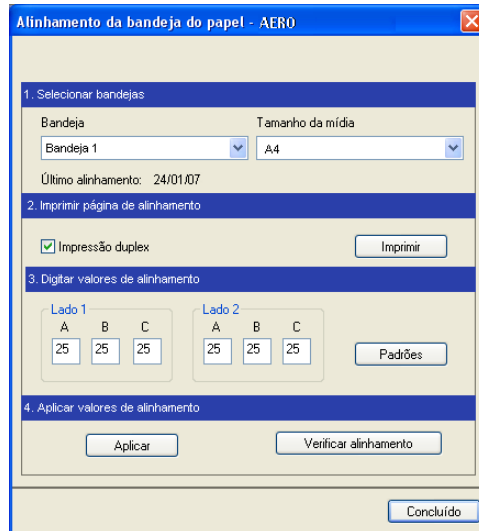 Alinhamento da bandeja do papel - AERO
1. Selecionar bandejas
Bandeja Tamanho da mídia
Bandeja 1 A4
Último alinhamento: 24/01/07
2. Imprimir página de alinhamento
Impressão duplex Imprimir
3. Digitar valores de alinhamento
Lado 1 Lado 2
A B C A B C
25 25 25 25 25 25
Padrões
4. Aplicar valores de alinhamento
Aplicar Verificar alinhamento
Concluído